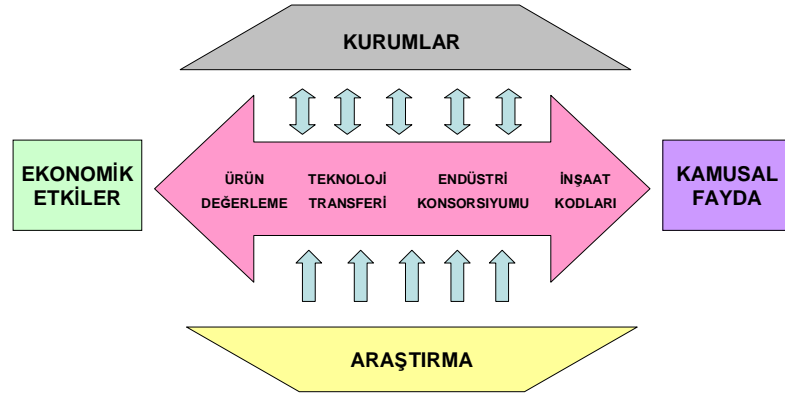 KURUMLAR
EKONOMİK
ETKİLER
ÜRÜN
DEĞERLEME
TEKNOLOJİ
TRANSFERİ
ENDÜSTRİ
KONSORSIYUMU
İNŞAAT
KODLARI
KAMUSAL
FAYDA
ARAŞTIRMA